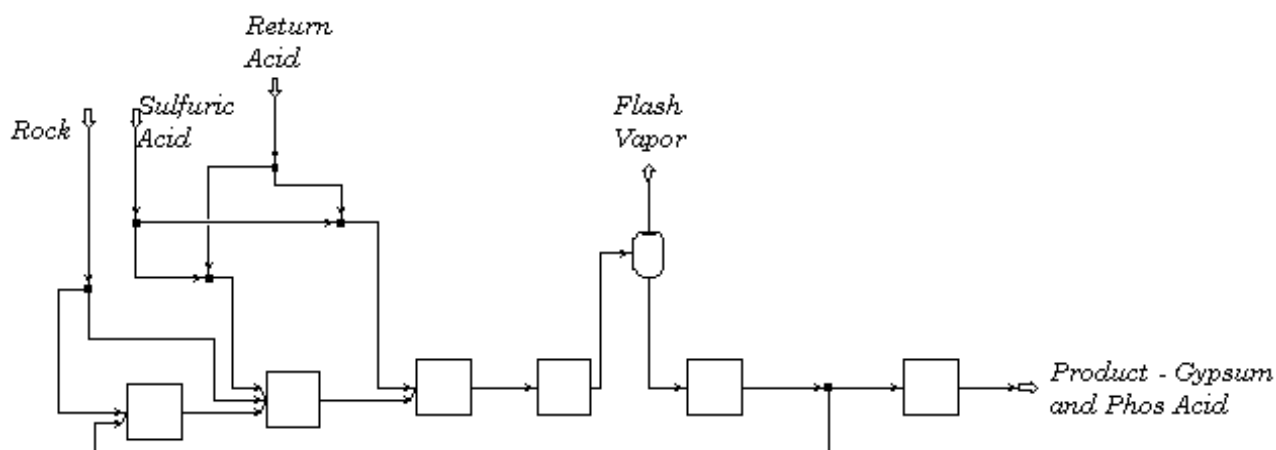 Return
Acid
Sulfuric
Acid
Rock
Flash
Vapor
Product - Gypsum
and Phos Acid